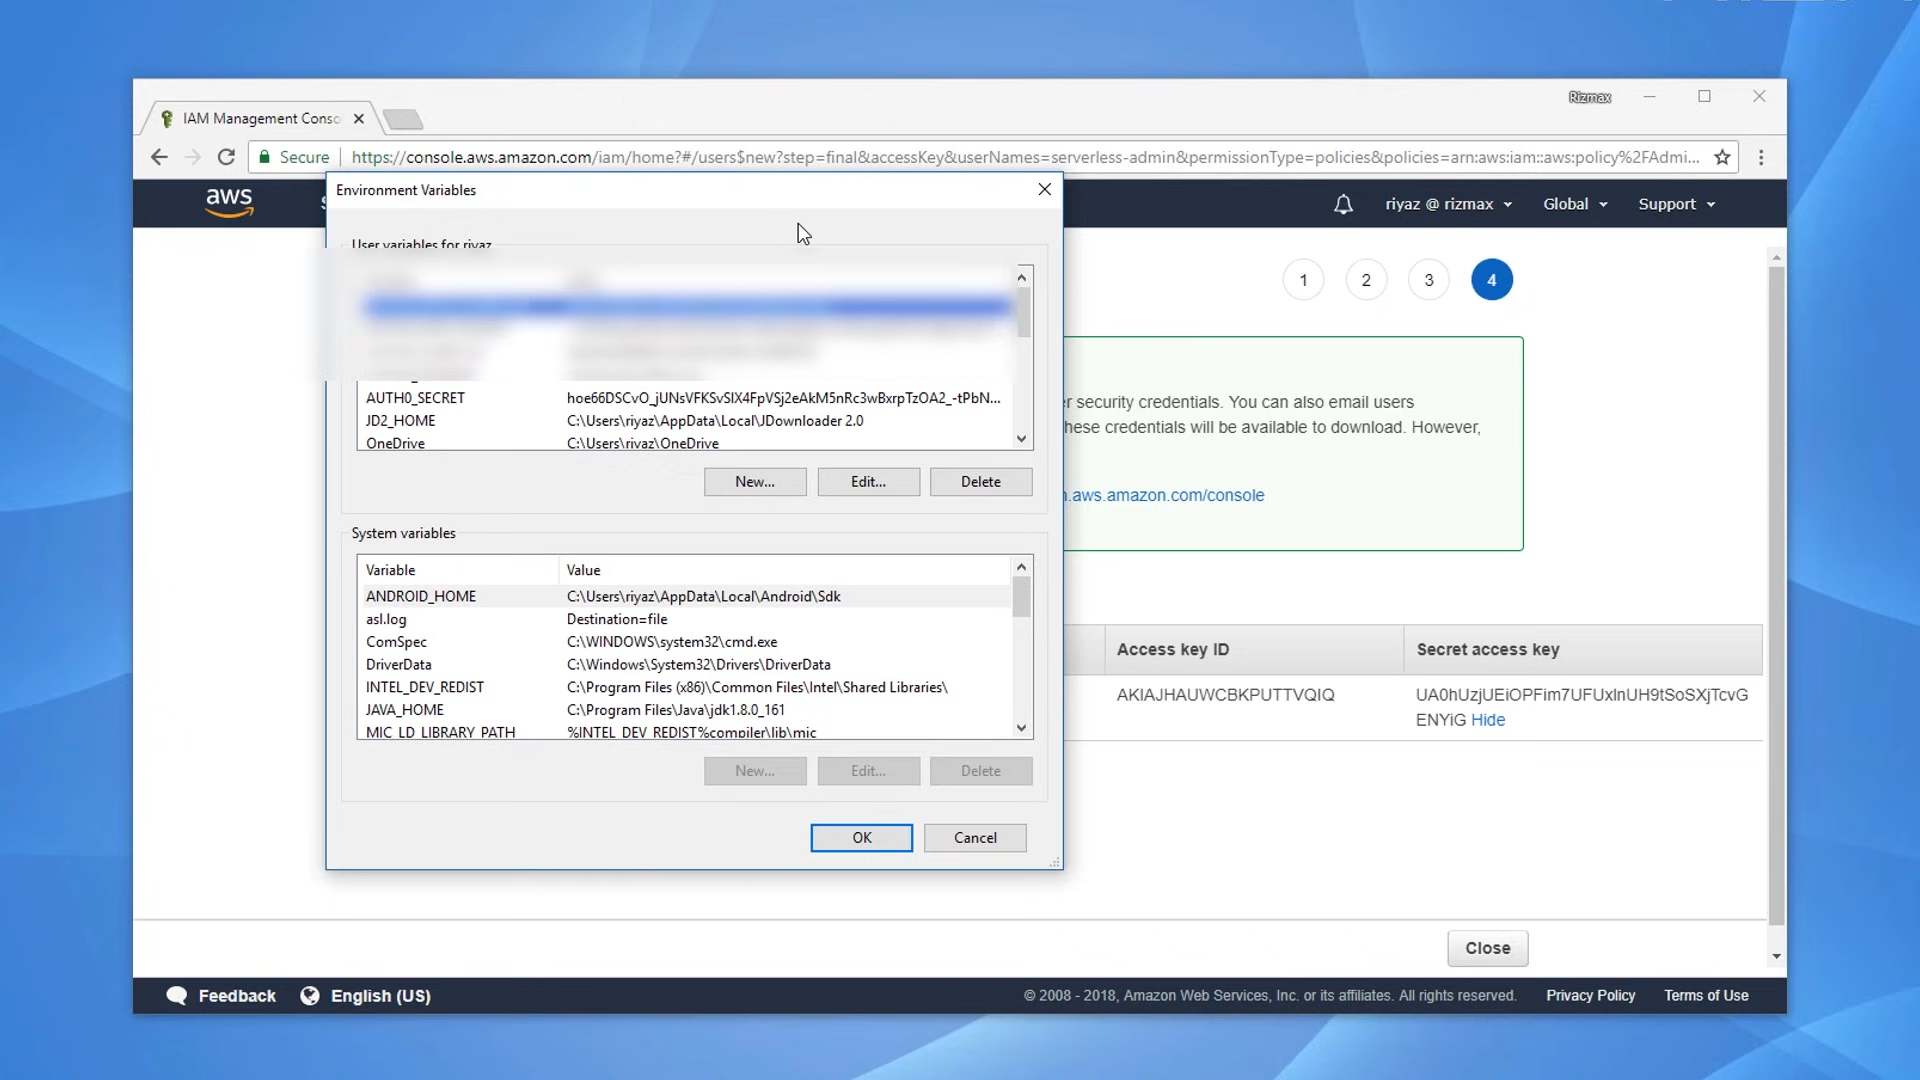 Rizmax
IAM Management Conso
Secure https://console.aws.amazon.com/iam/home?#/users$new?step=final&accessKey&userNames=serverless-admin&permissionType=policies&policies=arn:aws:iam::aws:policy%2FAdmi...
aws
riyaz @ rizmax Global Support
Environment Variables
User variables for riyaz
AUTH0_SECRET hoe66DSCvO_jUNsVFKSvSlX4FpVSj2eAkM5nRc3wBxrpTzOA2_-tPbN...
JD2_HOME C:\Users\riyaz\AppData\Local\JDownloader 2.0
OneDrive C:\Users\riyaz\OneDrive
New... Edit... Delete
System variables
Variable Value
ANDROID_HOME C:\Users\riyaz\AppData\Local\Android\Sdk
asl.log Destination=file
ComSpec C:\WINDOWS\system32\cmd.exe
DriverData C:\Windows\System32\Drivers\DriverData
INTEL_DEV_REDIST C:\Program Files (x86)\Common Files\Intel\Shared Libraries\
JAVA_HOME C:\Program Files\Java\jdk1.8.0_161
MIC_LD_LIBRARY_PATH %INTEL_DEV_REDIST%compiler\lib\mic
New... Edit... Delete
OK Cancel
1 2 3 4
security credentials. You can also email users
hese credentials will be available to download. However,
.aws.amazon.com/console
Access key ID Secret access key
AKIAJHAUWCBKPUTTVQIQ UA0hUzjUEiOPFim7UFUxlnUH9tSoSXjTcvG
ENYiG Hide
Close
Feedback English (US)
© 2008 - 2018, Amazon Web Services, Inc. or its affiliates. All rights reserved. Privacy Policy Terms of Use